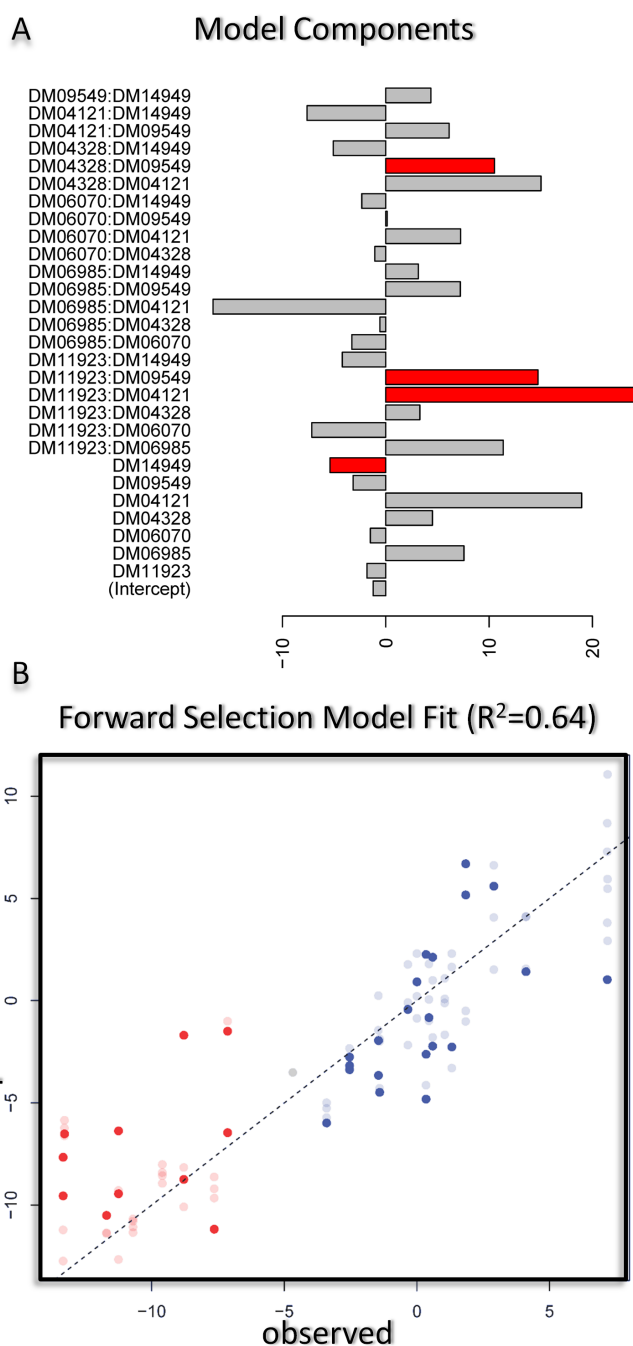 A
Model Components
DM09549:DM14949
DM04121:DM14949
DM04121:DM09549
DM04328:DM14949
DM04328:DM09549
DM04328:DM04121
DM06070:DM14949
DM06070:DM09549
DM06070:DM04121
DM06070:DM04328
DM06985:DM14949
DM06985:DM09549
DM06985:DM04121
DM06985:DM04328
DM06985:DM06070
DM11923:DM14949
DM11923:DM09549
DM11923:DM04121
DM11923:DM04328
DM11923:DM06070
DM11923:DM06985
DM14949
DM09549
DM04121
DM04328
DM06070
DM06985
DM11923
(Intercept)
−10 0 10 20
B
Forward Selection Model Fit (R²=0.64)
10
5
0
−5
−10
−10 −5 0 5
observed